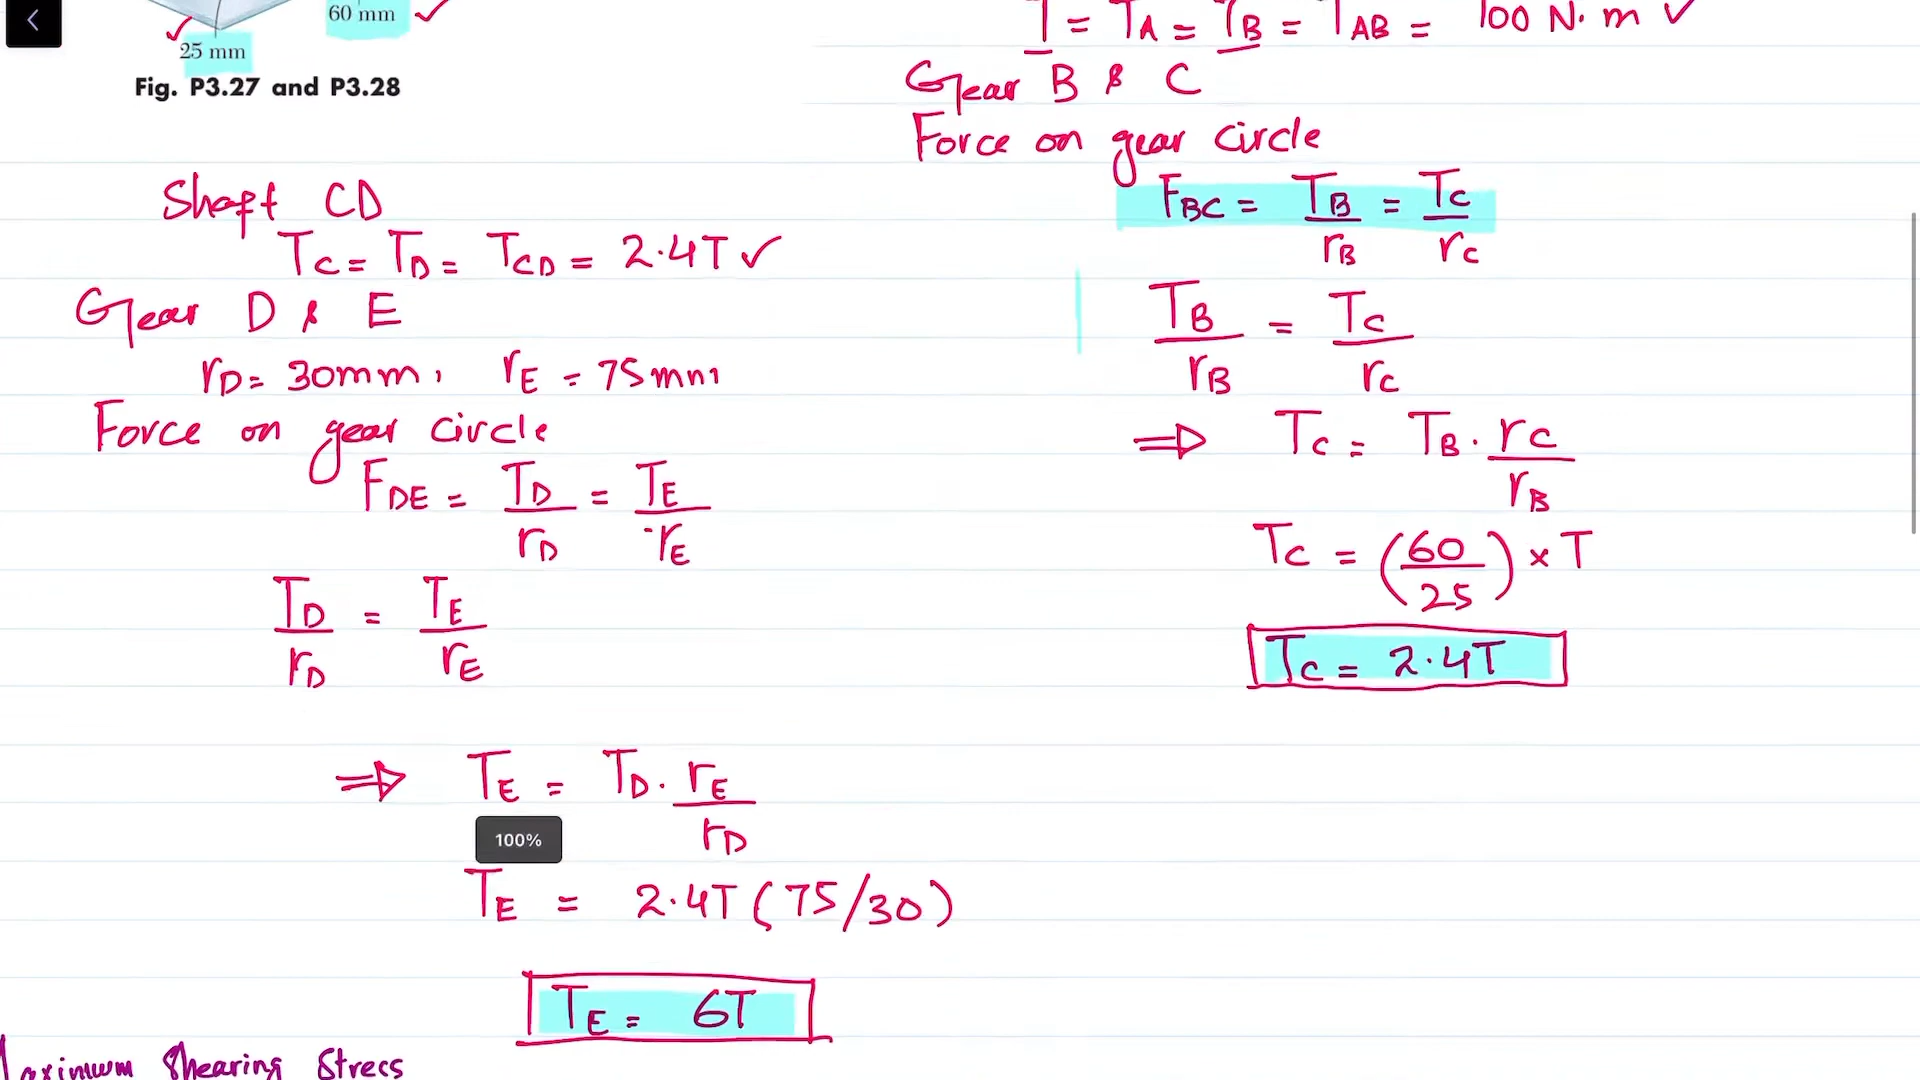 60 mm
25 mm
Fig. P3.27 and P3.28
Shaft CD
TC = TD = TCD = 2.4T ✓
Gear D & E
rD = 30mm, rE = 75mm
Force on gear circle
FDE = TD/rD = TE/rE
TD/rD = TE/rE
⇒ TE = TD · rE/rD
100%
TE = 2.4T (75/30)
TE = 6T
Maximum Shearing Stress
T = TA = TB = TAB = 100 N·m ✓
Gear B & C
Force on gear circle
FBC = TB/rB = TC/rC
TB/rB = TC/rC
⇒ TC = TB · rC/rB
TC = (60/25) × T
TC = 2.4T